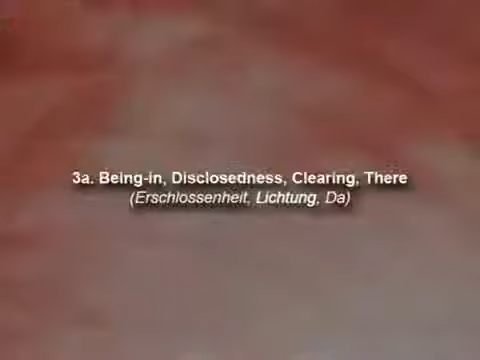 3a. Being-in, Disclosedness, Clearing, There
(Erschlossenheit, Lichtung, Da)